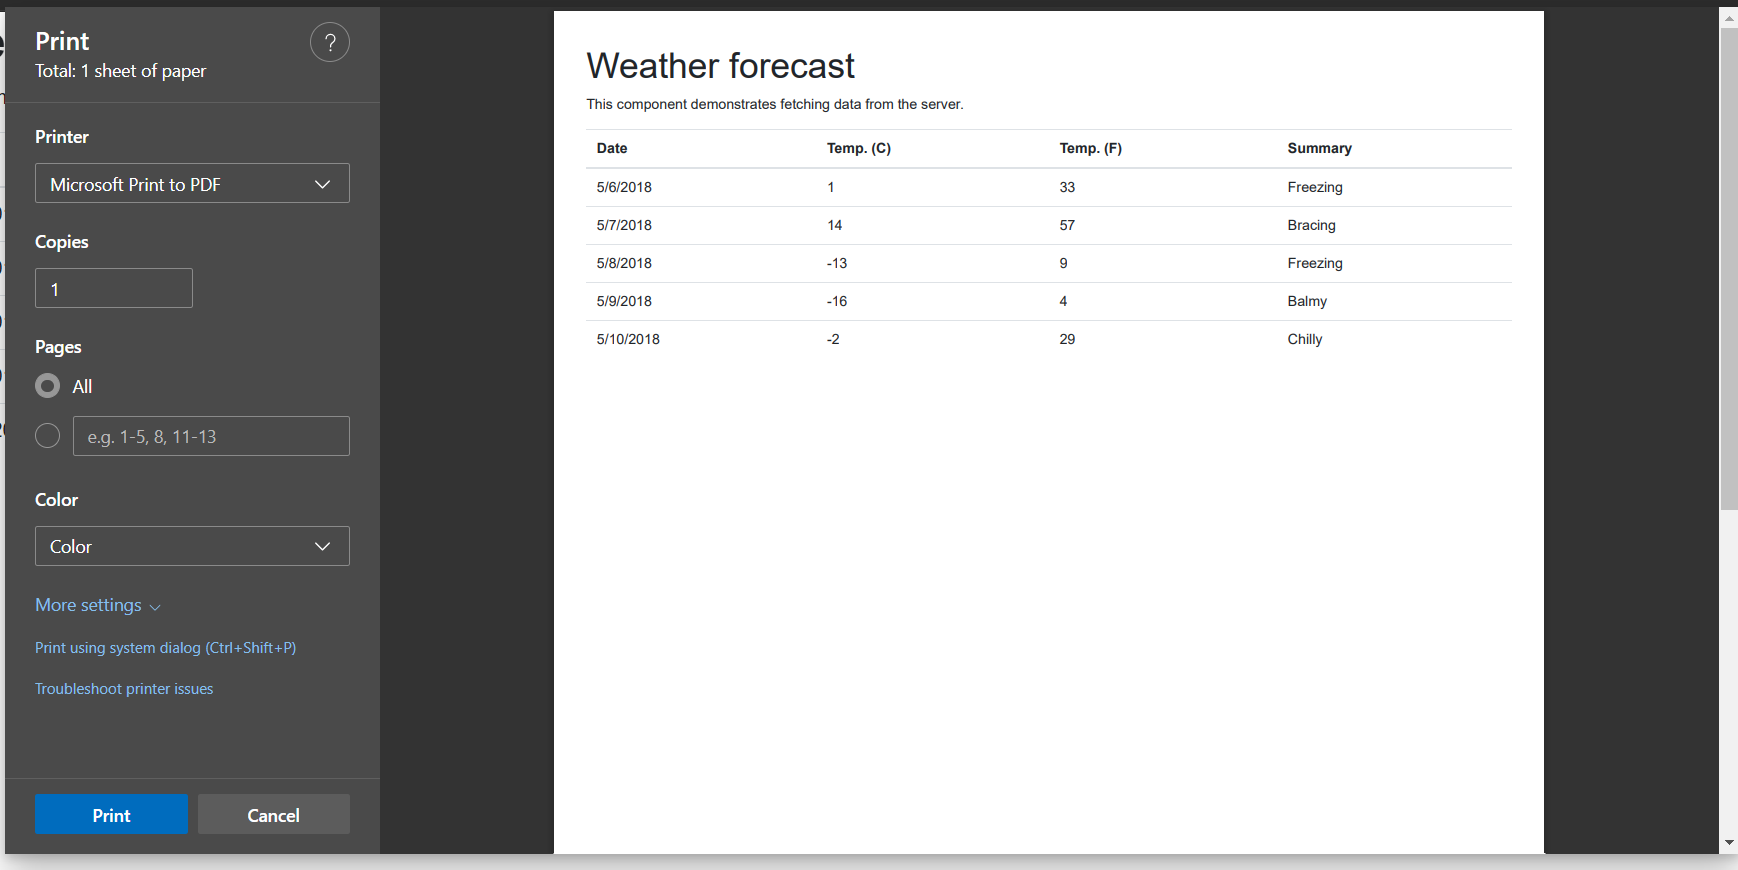 Print
?
Total: 1 sheet of paper
Printer
Microsoft Print to PDF
Copies
1
Pages
All
e.g. 1-5, 8, 11-13
Color
Color
More settings
Print using system dialog (Ctrl+Shift+P)
Troubleshoot printer issues
Print Cancel
Weather forecast
This component demonstrates fetching data from the server.
Date Temp. (C) Temp. (F) Summary
5/6/2018 1 33 Freezing
5/7/2018 14 57 Bracing
5/8/2018 -13 9 Freezing
5/9/2018 -16 4 Balmy
5/10/2018 -2 29 Chilly